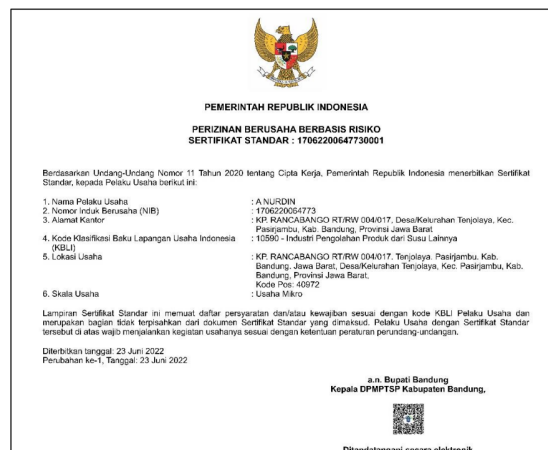 PEMERINTAH REPUBLIK INDONESIA
PERIZINAN BERUSAHA BERBASIS RISIKO
SERTIFIKAT STANDAR : 17062200647730001
Berdasarkan Undang-Undang Nomor 11 Tahun 2020 tentang Cipta Kerja, Pemerintah Republik Indonesia menerbitkan Sertifikat
Standar, kepada Pelaku Usaha berikut ini:
1. Nama Pelaku Usaha : A NURDIN
2. Nomor Induk Berusaha (NIB) : 1706220064773
3. Alamat Kantor : KP. RANCABANGO RT/RW 004/017, Desa/Kelurahan Tenjolaya, Kec.
Pasirjambu, Kab. Bandung, Provinsi Jawa Barat
4. Kode Klasifikasi Baku Lapangan Usaha Indonesia : 10590 - Industri Pengolahan Produk dari Susu Lainnya
(KBLI)
5. Lokasi Usaha : KP. RANCABANGO RT/RW 004/017. Tenjolaya. Pasirjambu. Kab.
Bandung, Jawa Barat, Desa/Kelurahan Tenjolaya, Kec. Pasirjambu, Kab.
Bandung, Provinsi Jawa Barat,
Kode Pos: 40972
6. Skala Usaha : Usaha Mikro
Lampiran Sertifikat Standar ini memuat daftar persyaratan dan/atau kewajiban sesuai dengan kode KBLI Pelaku Usaha dan
merupakan bagian tidak terpisahkan dari dokumen Sertifikat Standar yang dimaksud. Pelaku Usaha dengan Sertifikat Standar
tersebut di atas wajib menjalankan kegiatan usahanya sesuai dengan ketentuan peraturan perundang-undangan.
Diterbitkan tanggal: 23 Juni 2022
Perubahan ke-1, Tanggal: 23 Juni 2022
a.n. Bupati Bandung
Kepala DPMPTSP Kabupaten Bandung,
Ditandatangani secara elektronik